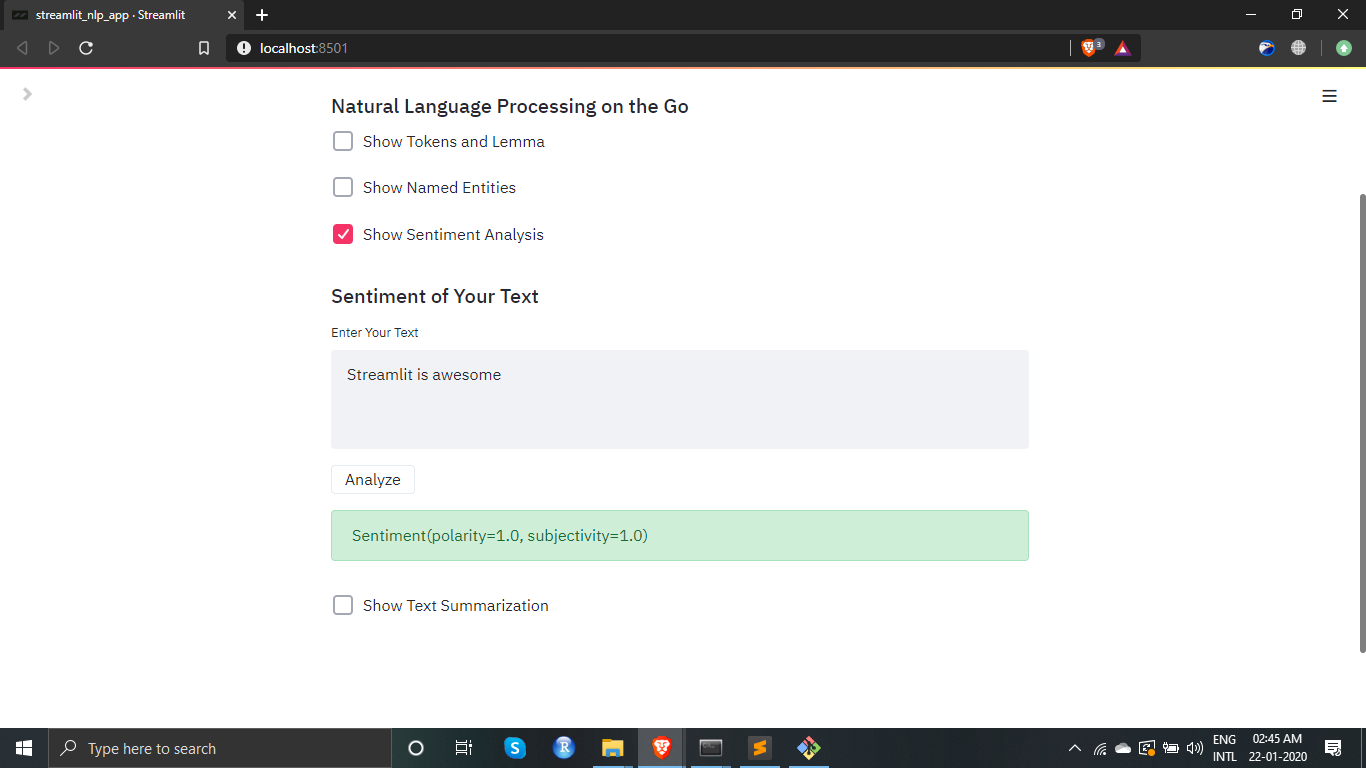 streamlit_nlp_app · Streamlit
localhost:8501
3
Natural Language Processing on the Go
Show Tokens and Lemma
Show Named Entities
Show Sentiment Analysis
Sentiment of Your Text
Enter Your Text
Streamlit is awesome
Analyze
Sentiment(polarity=1.0, subjectivity=1.0)
Show Text Summarization
Type here to search
S
R
ENG
INTL
02:45 AM
22-01-2020